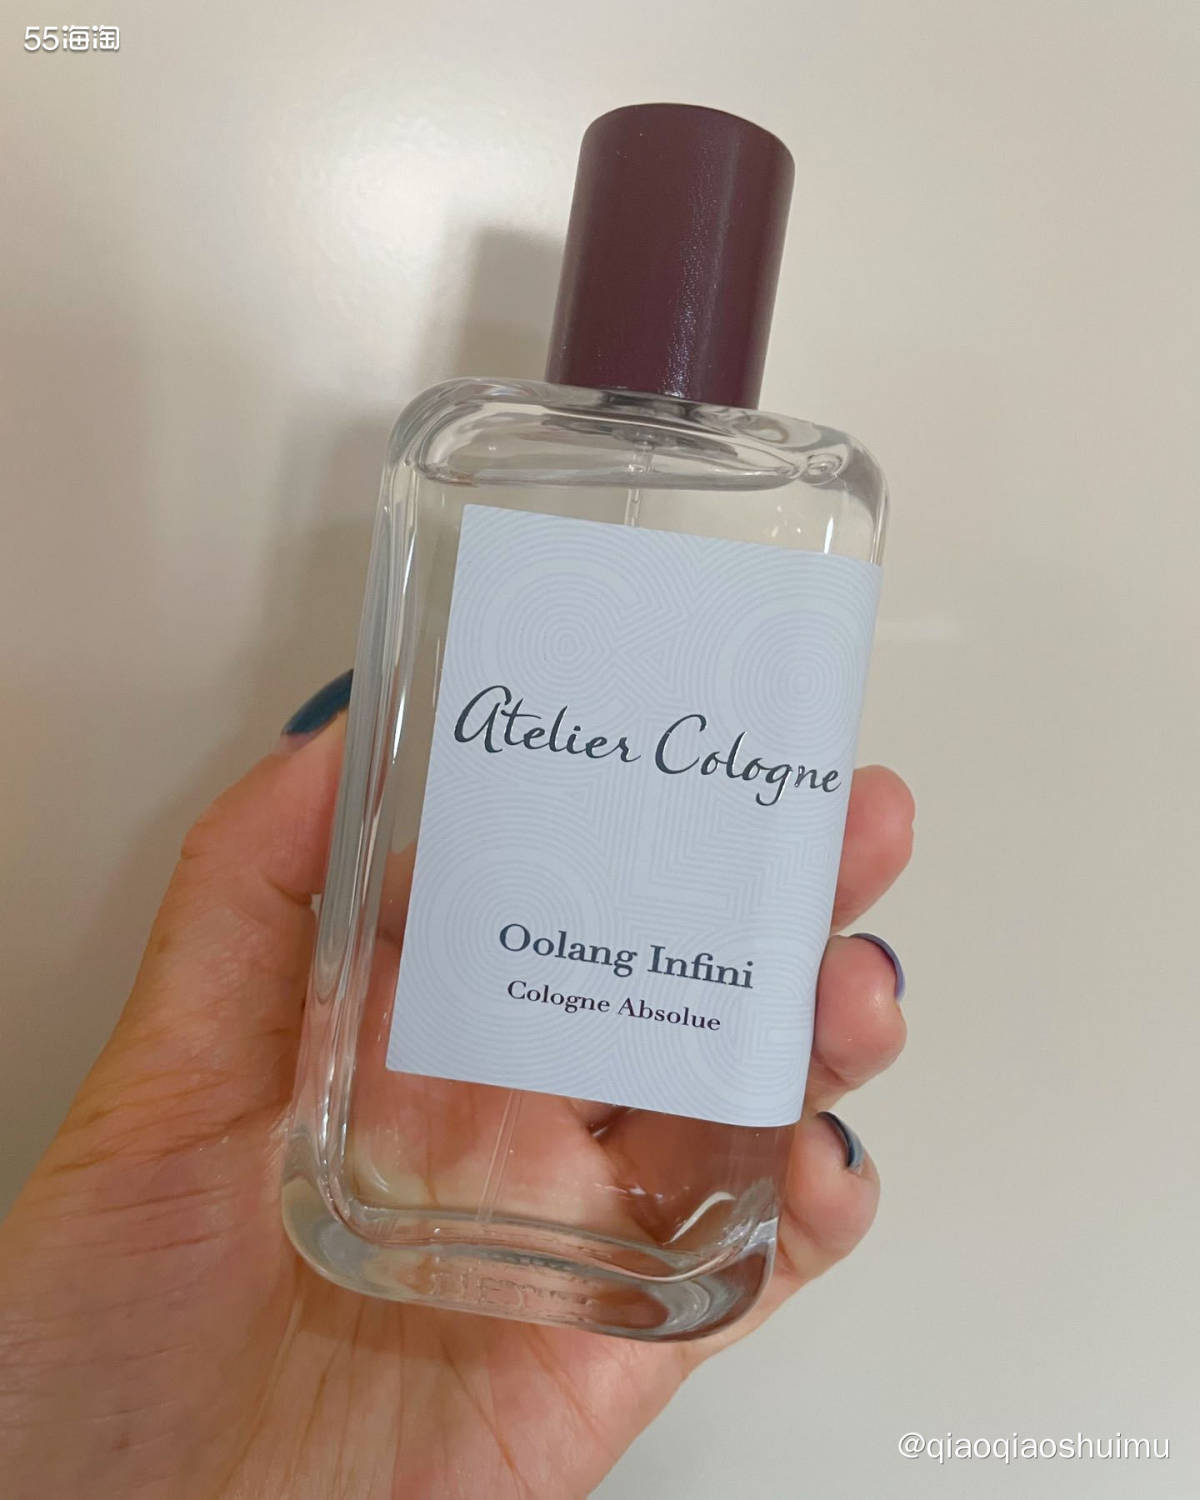 55海淘
Atelier Cologne
Oolang Infini
Cologne Absolue
@qiaoqiaoshuimu